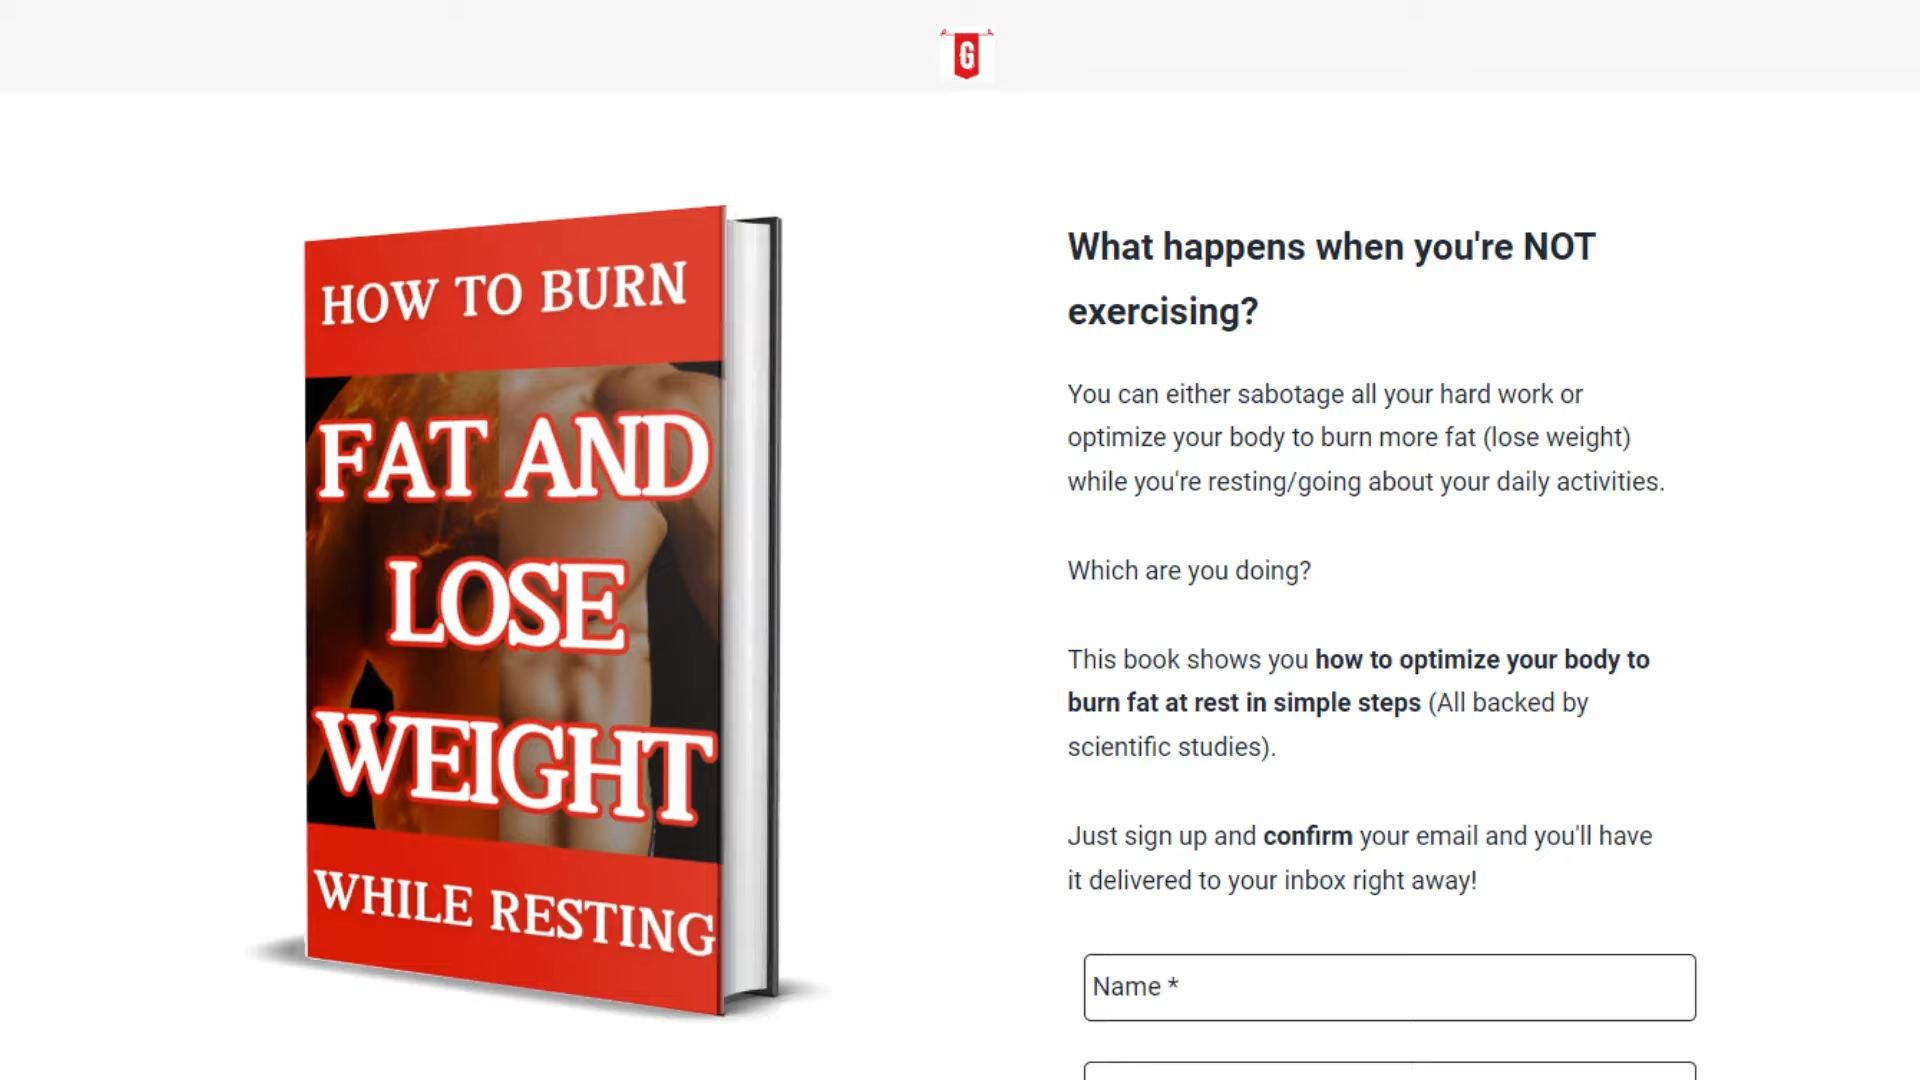 G
HOW TO BURN
FAT AND
LOSE
WEIGHT
WHILE RESTING
What happens when you're NOT
exercising?
You can either sabotage all your hard work or
optimize your body to burn more fat (lose weight)
while you're resting/going about your daily activities.
Which are you doing?
This book shows you how to optimize your body to
burn fat at rest in simple steps (All backed by
scientific studies).
Just sign up and confirm your email and you'll have
it delivered to your inbox right away!
Name *